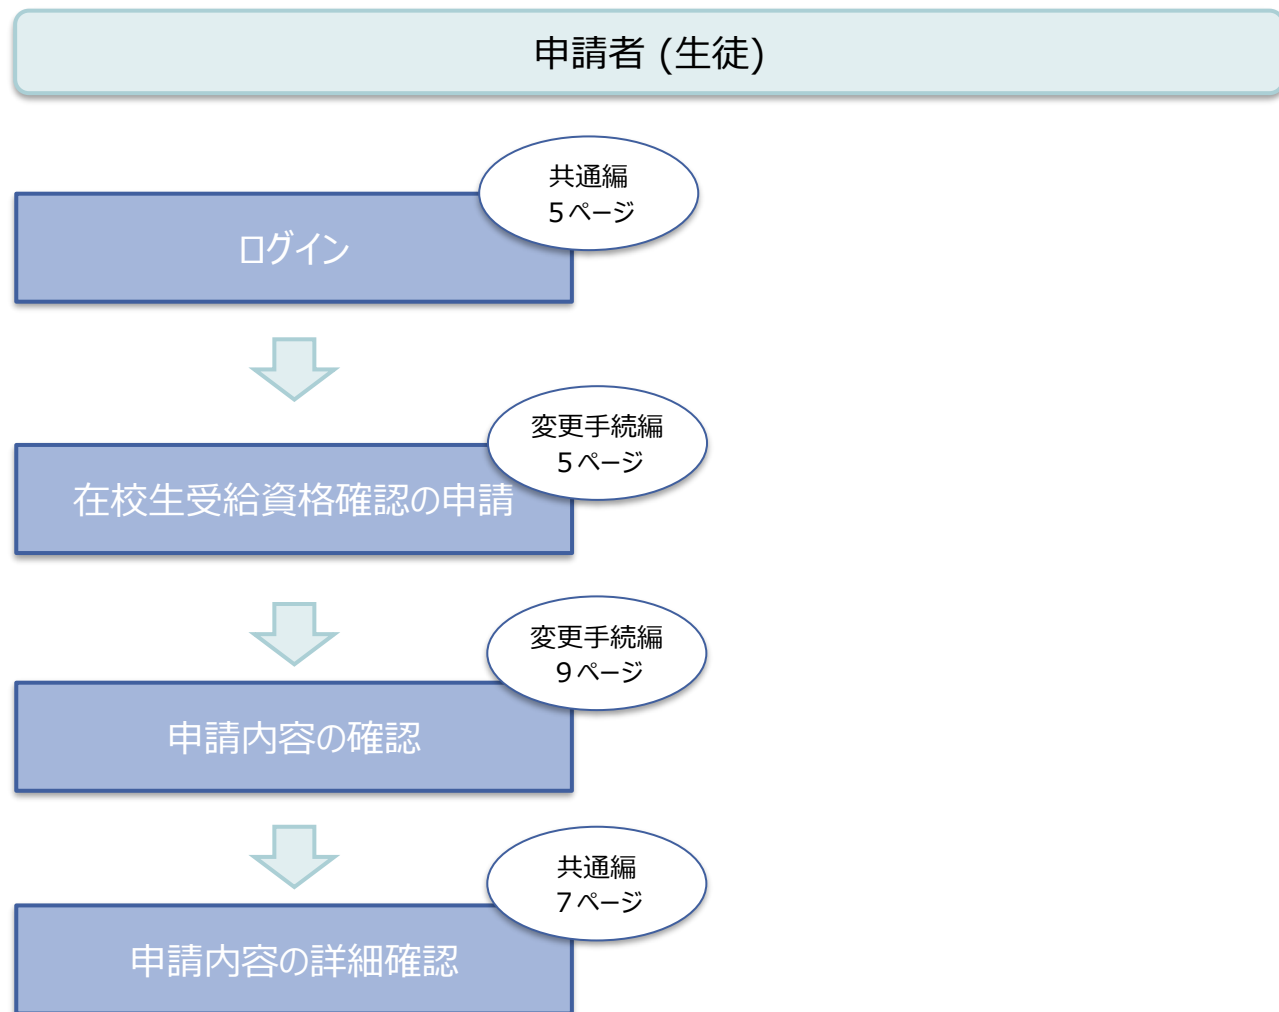 申請者 (生徒)
共通編
5ページ
ログイン
変更手続編
5ページ
在校生受給資格確認の申請
変更手続編
9ページ
申請内容の確認
共通編
7ページ
申請内容の詳細確認